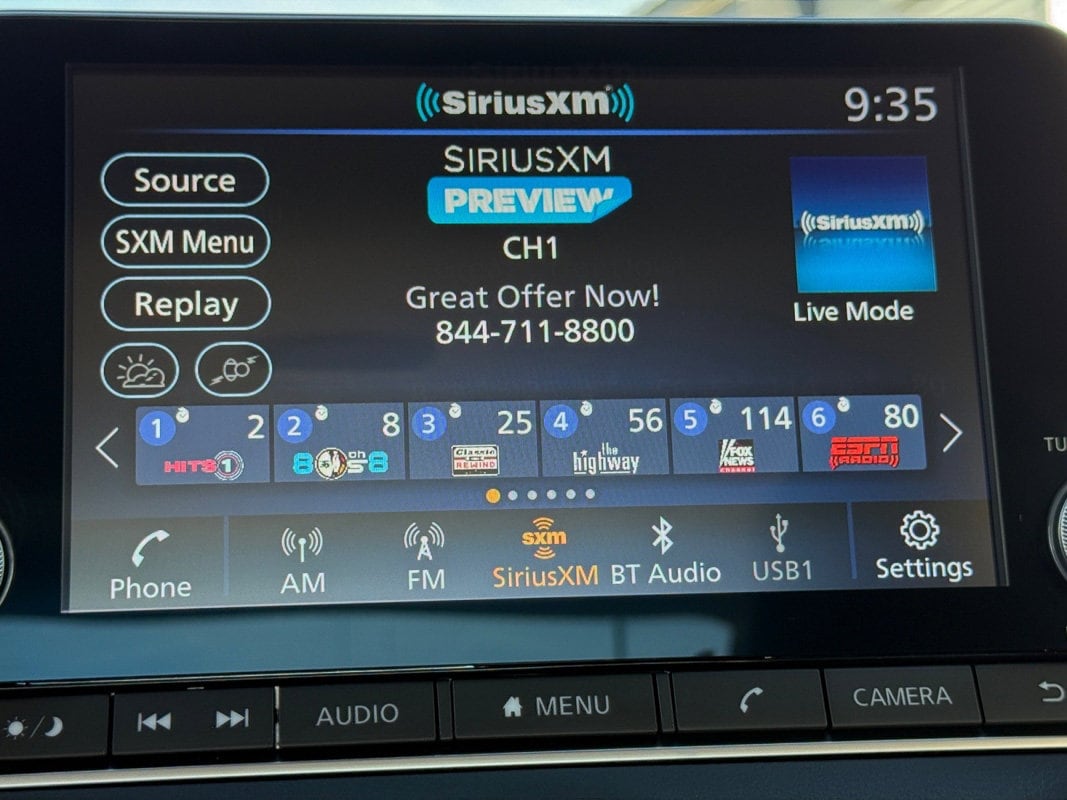 SiriusXM
9:35
Source
SXM Menu
Replay
SIRIUSXM
PREVIEW
CH1
Great Offer Now!
844-711-8800
SiriusXM
Live Mode
1 2
HITS 1
2 8
80s on 8
3 25
Classic
REWIND
4 56
the
highway
5 114
FOX
NEWS
channel
6 80
ESPN
RADIO
Phone
AM
FM
sxm
SiriusXM
BT Audio
USB1
Settings
TU
AUDIO
MENU
CAMERA